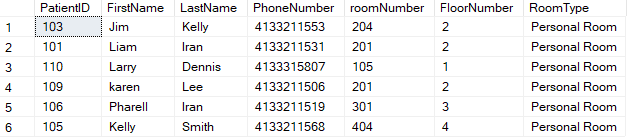 PatientID FirstName LastName PhoneNumber roomNumber FloorNumber RoomType
1 103 Jim Kelly 4133211553 204 2 Personal Room
2 101 Liam Iran 4133211531 201 2 Personal Room
3 110 Larry Dennis 4133315807 105 1 Personal Room
4 109 karen Lee 4133211506 201 2 Personal Room
5 106 Pharell Iran 4133211519 301 3 Personal Room
6 105 Kelly Smith 4133211568 404 4 Personal Room